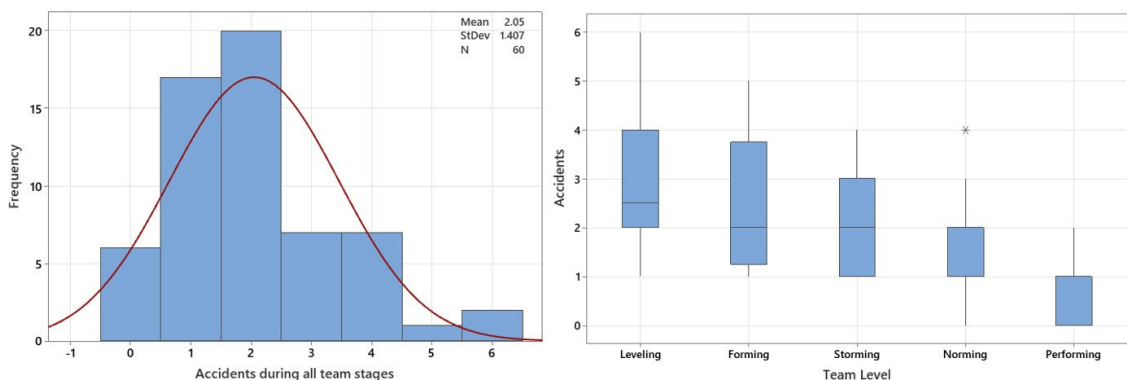 Mean 2.05
StDev 1.407
N 60
20
15
10
5
0
Frequency
-1 0 1 2 3 4 5 6
Accidents during all team stages
6
5
4
3
2
1
0
Accidents
*
Leveling Forming Storming Norming Performing
Team Level